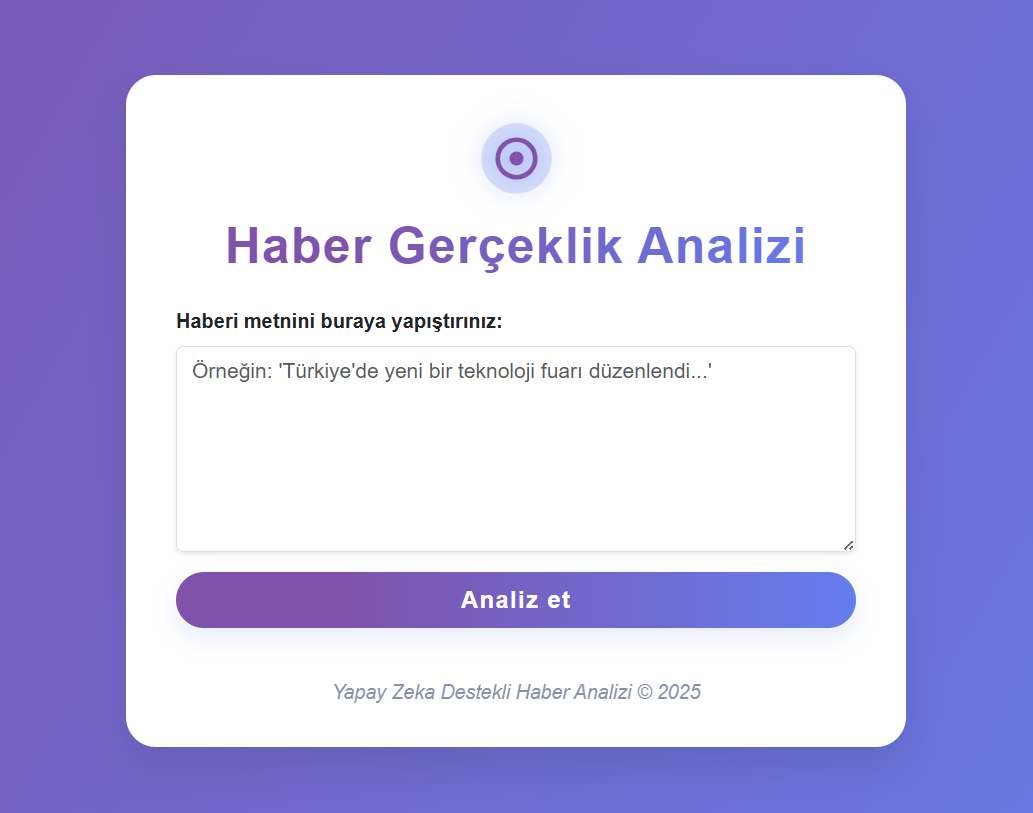 Haber Gerçeklik Analizi
Haberi metnini buraya yapıştırınız:
Örneğin: 'Türkiye'de yeni bir teknoloji fuarı düzenlendi...'
Analiz et
Yapay Zeka Destekli Haber Analizi © 2025